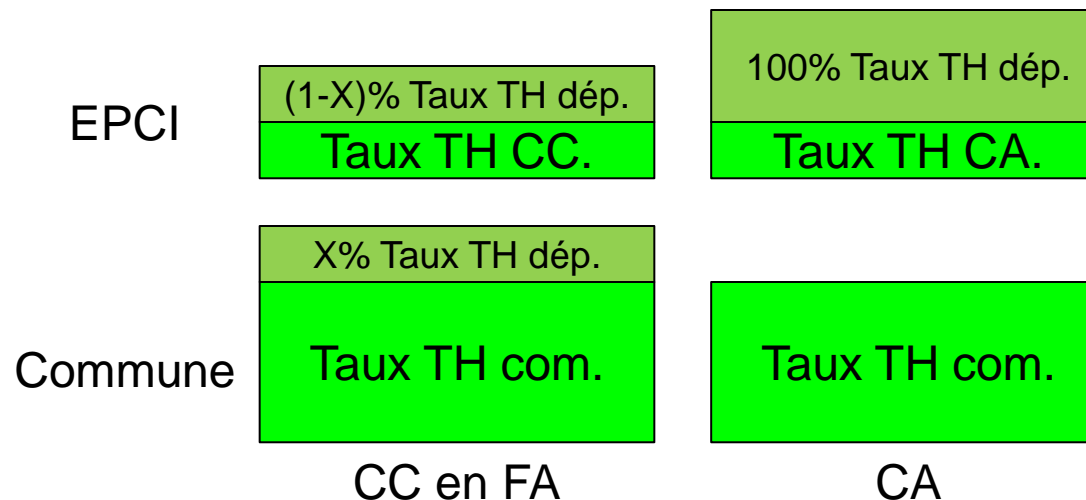 EPCI
(1-X)% Taux TH dép.
Taux TH CC.
100% Taux TH dép.
Taux TH CA.
Commune
X% Taux TH dép.
Taux TH com.
Taux TH com.
CC en FA
CA